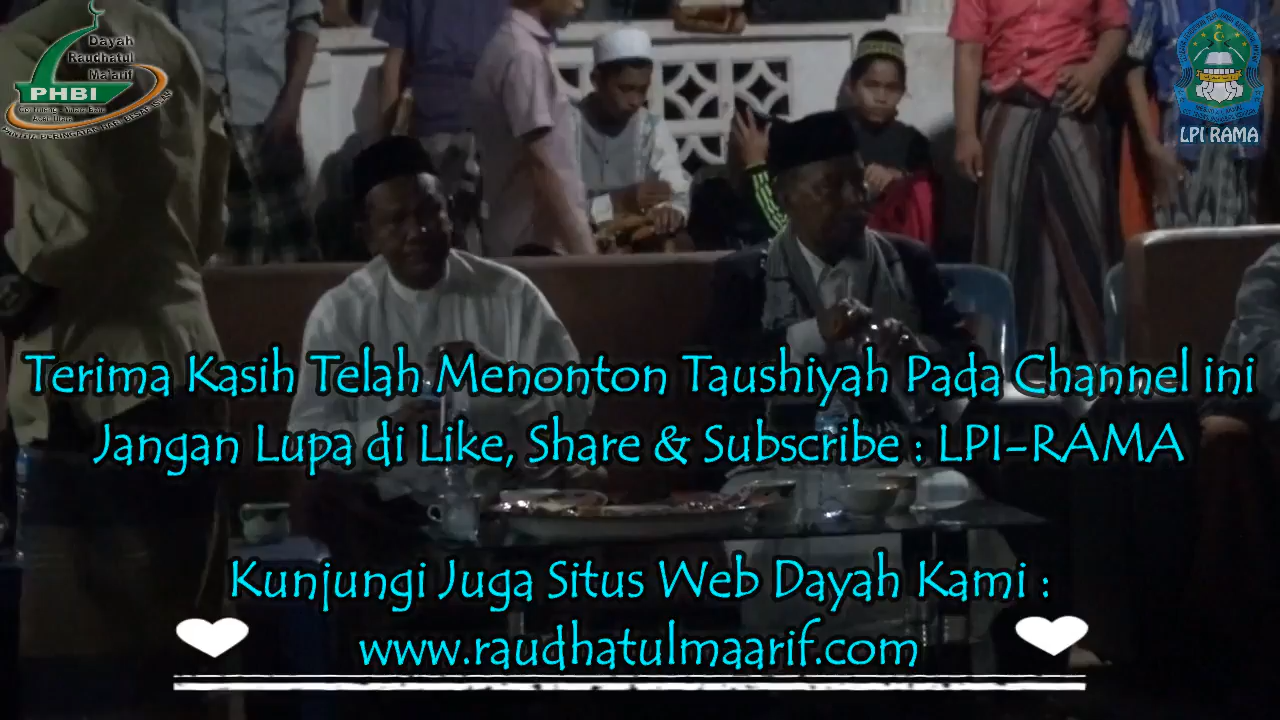 Dayah
Raudhatul
Ma'arif
PHBI
LPI RAMA
Terima Kasih Telah Menonton Taushiyah Pada Channel ini
Jangan Lupa di Like, Share & Subscribe : LPI-RAMA
Kunjungi Juga Situs Web Dayah Kami :
www.raudhatulmaarif.com